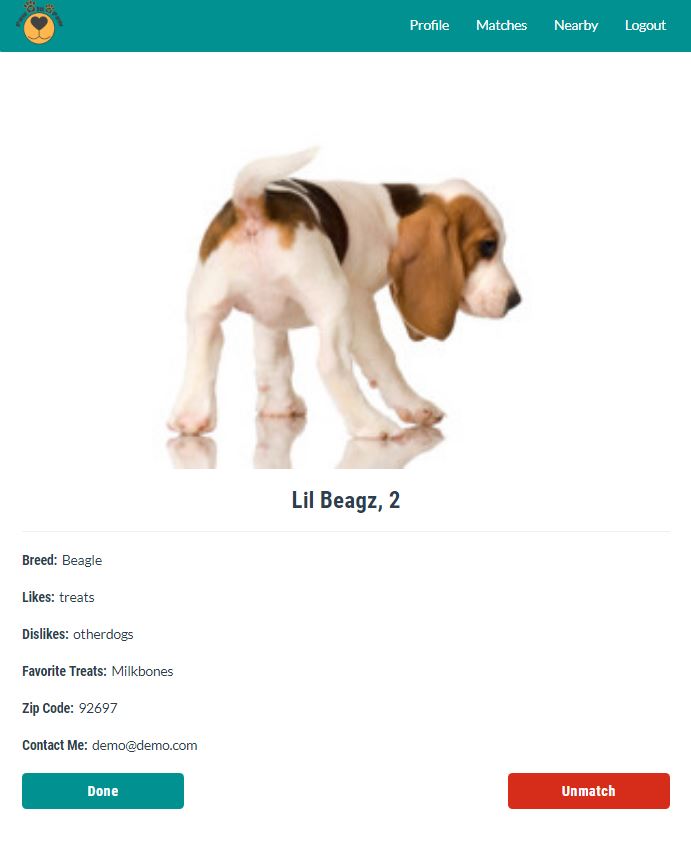 Profile Matches Nearby Logout
Lil Beagz, 2
Breed: Beagle
Likes: treats
Dislikes: otherdogs
Favorite Treats: Milkbones
Zip Code: 92697
Contact Me: demo@demo.com
Done Unmatch